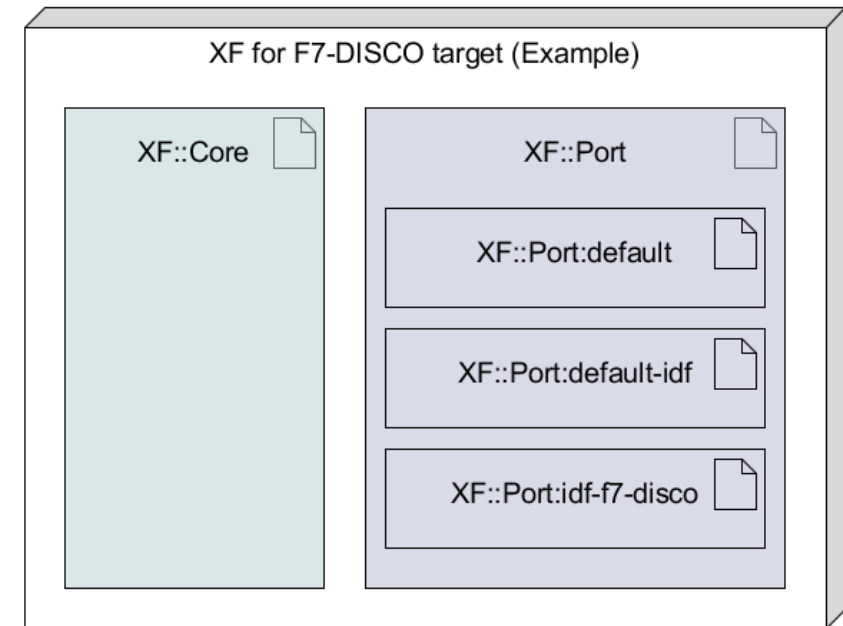 XF for F7-DISCO target (Example)
XF::Core
XF::Port
XF::Port:default
XF::Port:default-idf
XF::Port:idf-f7-disco